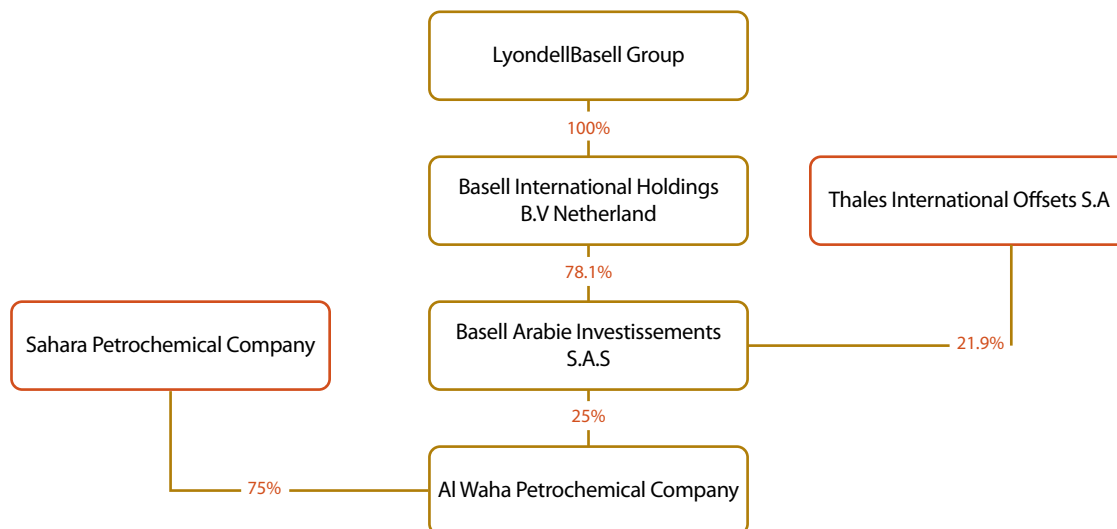 LyondellBasell Group
100%
Basell International Holdings
B.V Netherland
Thales International Offsets S.A
78.1%
Sahara Petrochemical Company
Basell Arabie Investissements
S.A.S
21.9%
25%
75%
Al Waha Petrochemical Company